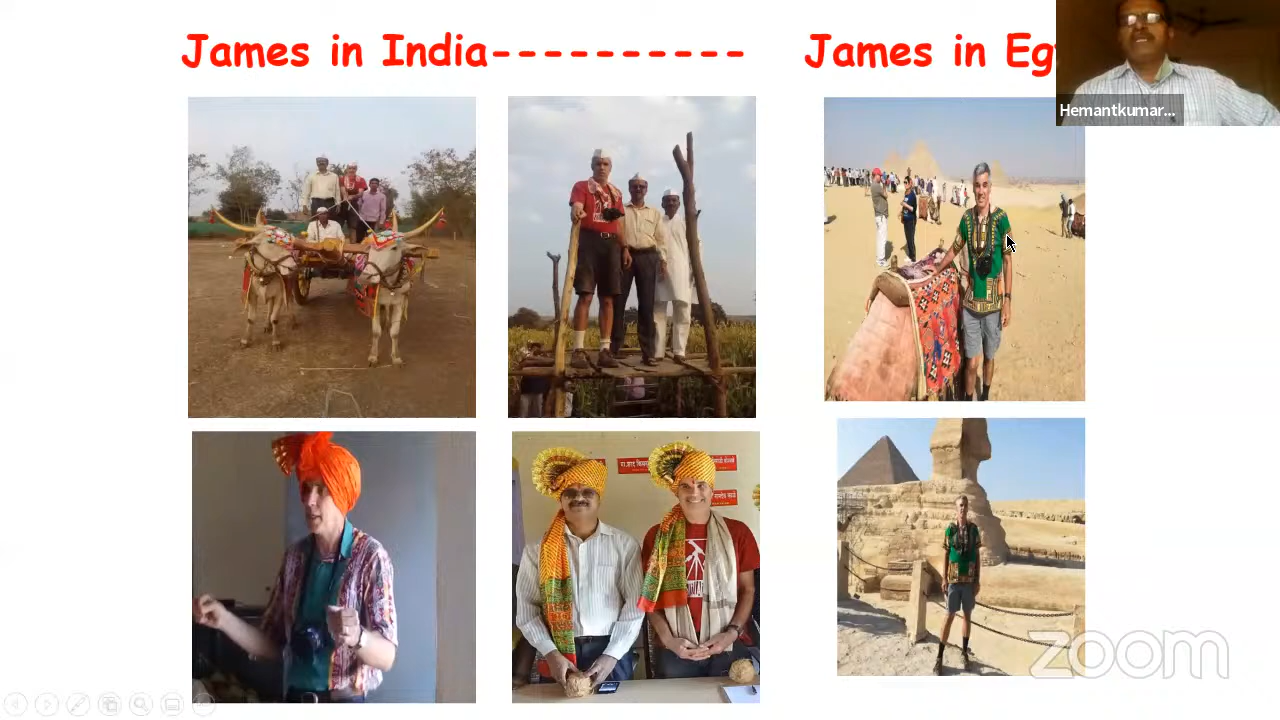 James in India----------
James in Eg
Hemantkumar...
zoom